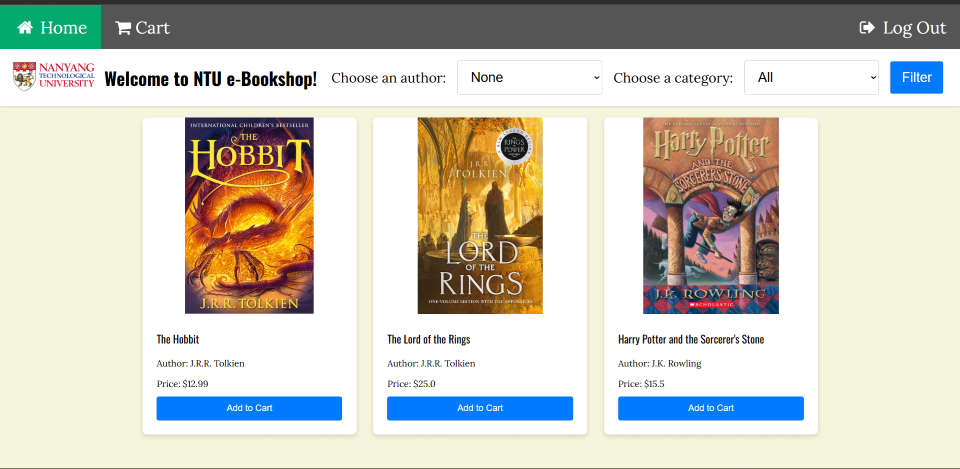 Home Cart Log Out
NANYANG
TECHNOLOGICAL
UNIVERSITY
Welcome to NTU e-Bookshop! Choose an author: None Choose a category: All Filter
INTERNATIONAL CHILDREN'S BESTSELLER
THE
HOBBIT
J.R.R. TOLKIEN
THE
RINGS
OF
POWER
J.R.R.
TOLKIEN
THE
LORD
OF THE
RINGS
ONE-VOLUME EDITION WITH THE APPENDICES
Harry Potter
AND THE
SORCERER'S STONE
J.K. ROWLING
SCHOLASTIC
The Hobbit
Author: J.R.R. Tolkien
Price: $12.99
Add to Cart
The Lord of the Rings
Author: J.R.R. Tolkien
Price: $25.0
Add to Cart
Harry Potter and the Sorcerer's Stone
Author: J.K. Rowling
Price: $15.5
Add to Cart